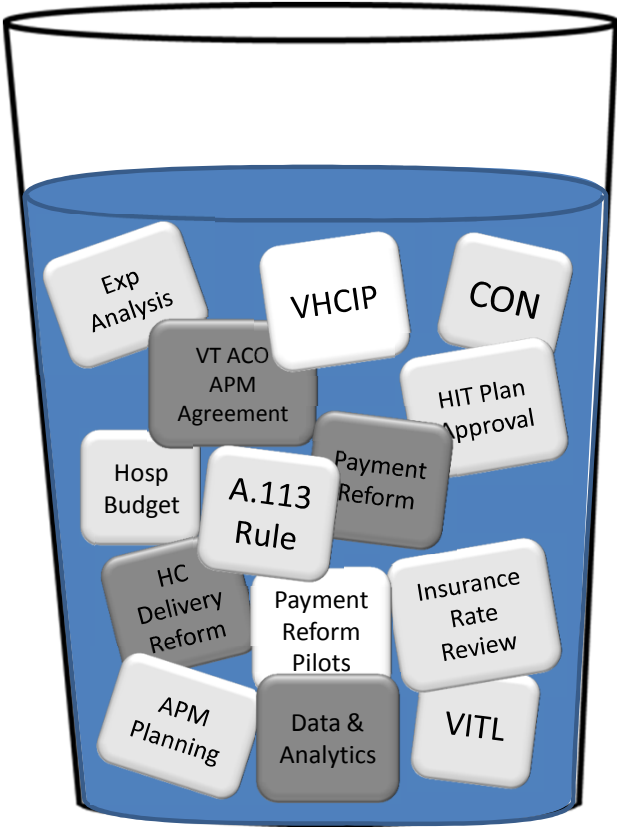 Exp
Analysis
VHCIP
CON
VT ACO
APM
Agreement
HIT Plan
Approval
Hosp
Budget
A.113
Rule
Payment
Reform
HC
Delivery
Reform
Payment
Reform
Pilots
Insurance
Rate
Review
APM
Planning
Data &
Analytics
VITL